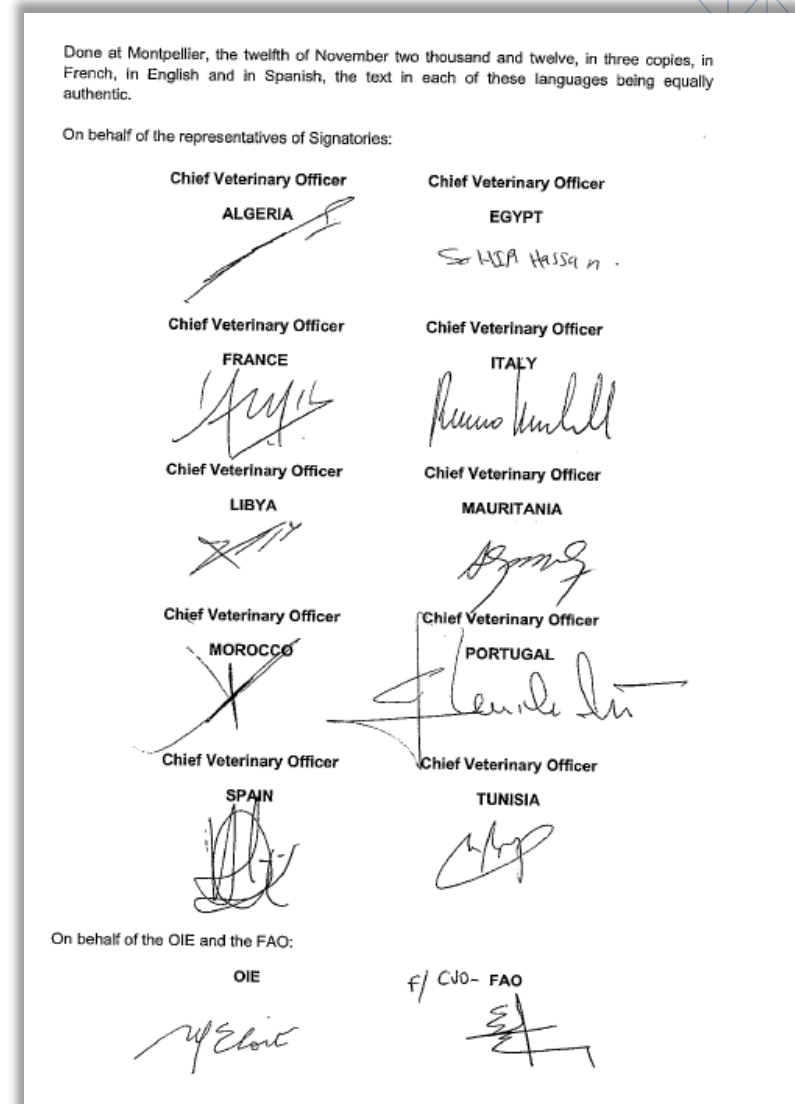 Done at Montpellier, the twelfth of November two thousand and twelve, in three copies, in
French, in English and in Spanish, the text in each of these languages being equally
authentic.
On behalf of the representatives of Signatories:
Chief Veterinary Officer
ALGERIA
Chief Veterinary Officer
EGYPT
Hassan.
Chief Veterinary Officer
FRANCE
Chief Veterinary Officer
ITALY
Chief Veterinary Officer
LIBYA
Chief Veterinary Officer
MAURITANIA
Chief Veterinary Officer
MOROCCO
Chief Veterinary Officer
PORTUGAL
Chief Veterinary Officer
SPAIN
Chief Veterinary Officer
TUNISIA
On behalf of the OIE and the FAO:
OIE
f/ CVO- FAO